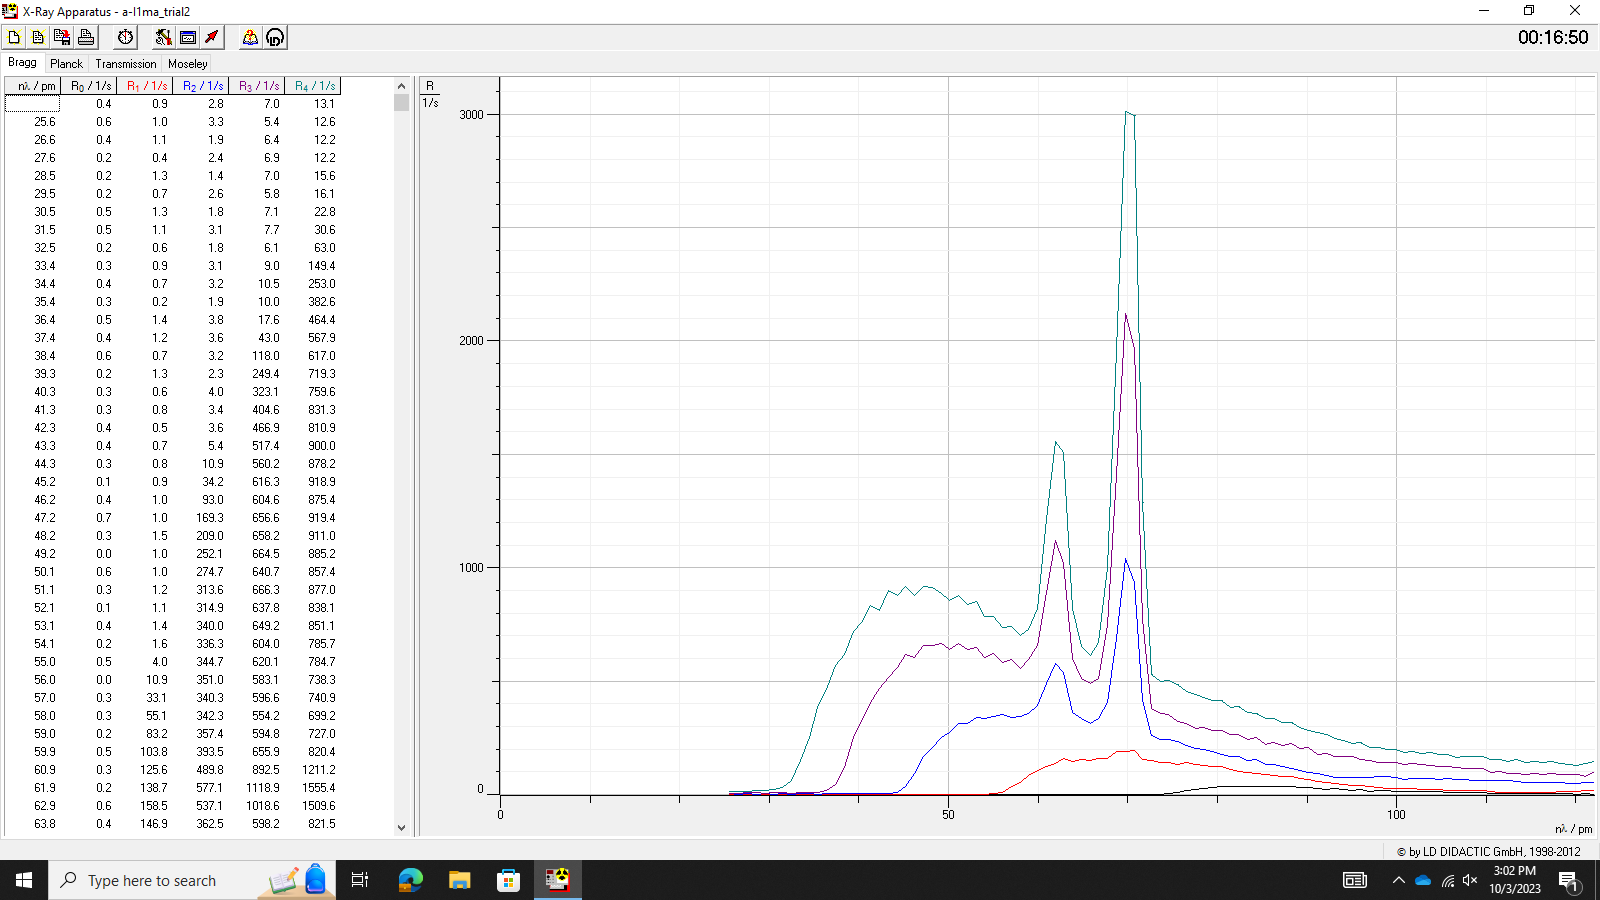 X-Ray Apparatus - a-l1ma_trial2
00:16:50
Bragg Planck Transmission Moseley
nλ / pm R0 / 1/s R1 / 1/s R2 / 1/s R3 / 1/s R4 / 1/s
0.4 0.9 2.8 7.0 13.1
25.6 0.6 1.0 3.3 5.4 12.6
26.6 0.4 1.1 1.9 6.4 12.2
27.6 0.2 0.4 2.4 6.9 12.2
28.5 0.2 1.3 1.4 7.0 15.6
29.5 0.2 0.7 2.6 5.8 16.1
30.5 0.5 1.3 1.8 7.1 22.8
31.5 0.5 1.1 3.1 7.7 30.6
32.5 0.2 0.6 1.8 6.1 63.0
33.4 0.3 0.9 3.1 9.0 149.4
34.4 0.4 0.7 3.2 10.5 253.0
35.4 0.3 0.2 1.9 10.0 382.6
36.4 0.5 1.4 3.8 17.6 464.4
37.4 0.4 1.2 3.6 43.0 567.9
38.4 0.6 0.7 3.2 118.0 617.0
39.3 0.2 1.3 2.3 249.4 719.3
40.3 0.3 0.6 4.0 323.1 759.6
41.3 0.3 0.8 3.4 404.6 831.3
42.3 0.4 0.5 3.6 466.9 810.9
43.3 0.4 0.7 5.4 517.4 900.0
44.3 0.3 0.8 10.9 560.2 878.2
45.2 0.1 0.9 34.2 616.3 918.9
46.2 0.4 1.0 93.0 604.6 875.4
47.2 0.7 1.0 169.3 656.6 919.4
48.2 0.3 1.5 209.0 658.2 911.0
49.2 0.0 1.0 252.1 664.5 885.2
50.1 0.6 1.0 274.7 640.7 857.4
51.1 0.3 1.2 313.6 666.3 877.0
52.1 0.1 1.1 314.9 637.8 838.1
53.1 0.4 1.4 340.0 649.2 851.1
54.1 0.2 1.6 336.3 604.0 785.7
55.0 0.5 4.0 344.7 620.1 784.7
56.0 0.0 10.9 351.0 583.1 738.3
57.0 0.3 33.1 340.3 596.6 740.9
58.0 0.3 55.1 342.3 554.2 699.2
59.0 0.2 83.2 357.4 594.8 727.0
59.9 0.5 103.8 393.5 655.9 820.4
60.9 0.3 125.6 489.8 892.5 1211.2
61.9 0.2 138.7 577.1 1118.9 1555.4
62.9 0.6 158.5 537.1 1018.6 1509.6
63.8 0.4 146.9 362.5 598.2 821.5
R
1/s
3000
2000
1000
0
0 50 100
nλ / pm
© by LD DIDACTIC GmbH, 1998-2012
Type here to search
3:02 PM
10/3/2023
1